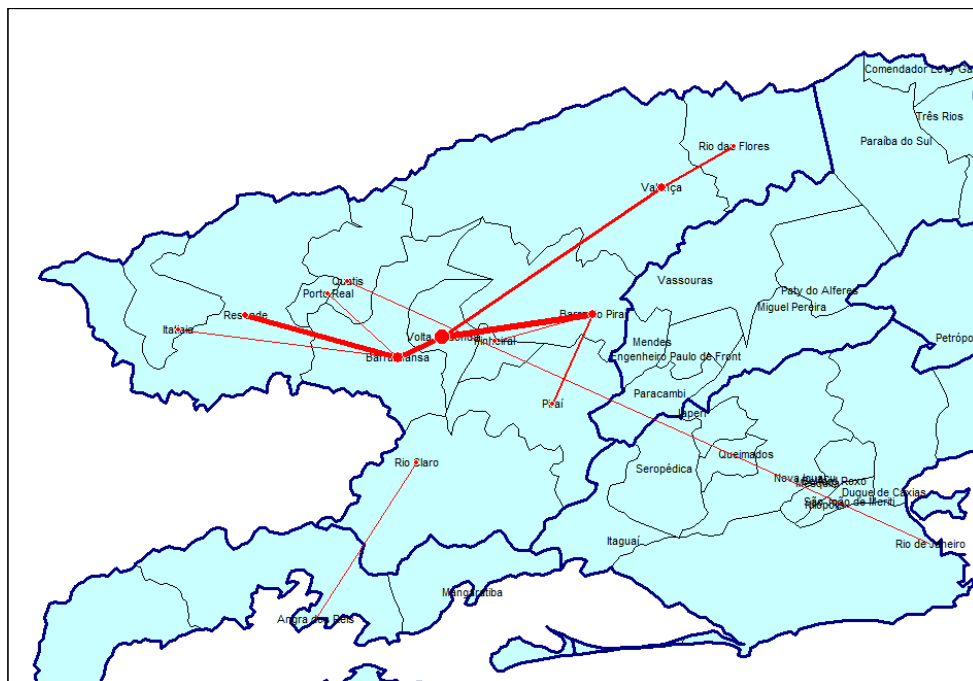 Comendador Levy Ga
Três Rios
Paraíba do Sul
Rio das Flores
Valença
Vassouras
Quatis
Porto Real
Paty do Alferes
Miguel Pereira
Resende
Itatiaia
Barra do Piraí
Volta Redonda
Pinheiral
Petrópo
Mendes
Engenheiro Paulo de Front
Barra Mansa
Paracambi
Piraí
Japeri
Queimados
Rio Claro
Seropédica
Nova Iguaçu
Mesquita
Roxo
Duque de Caxias
São João de Meriti
Nilópolis
Itaguaí
Rio de Janeiro
Mangaratiba
Angra dos Reis